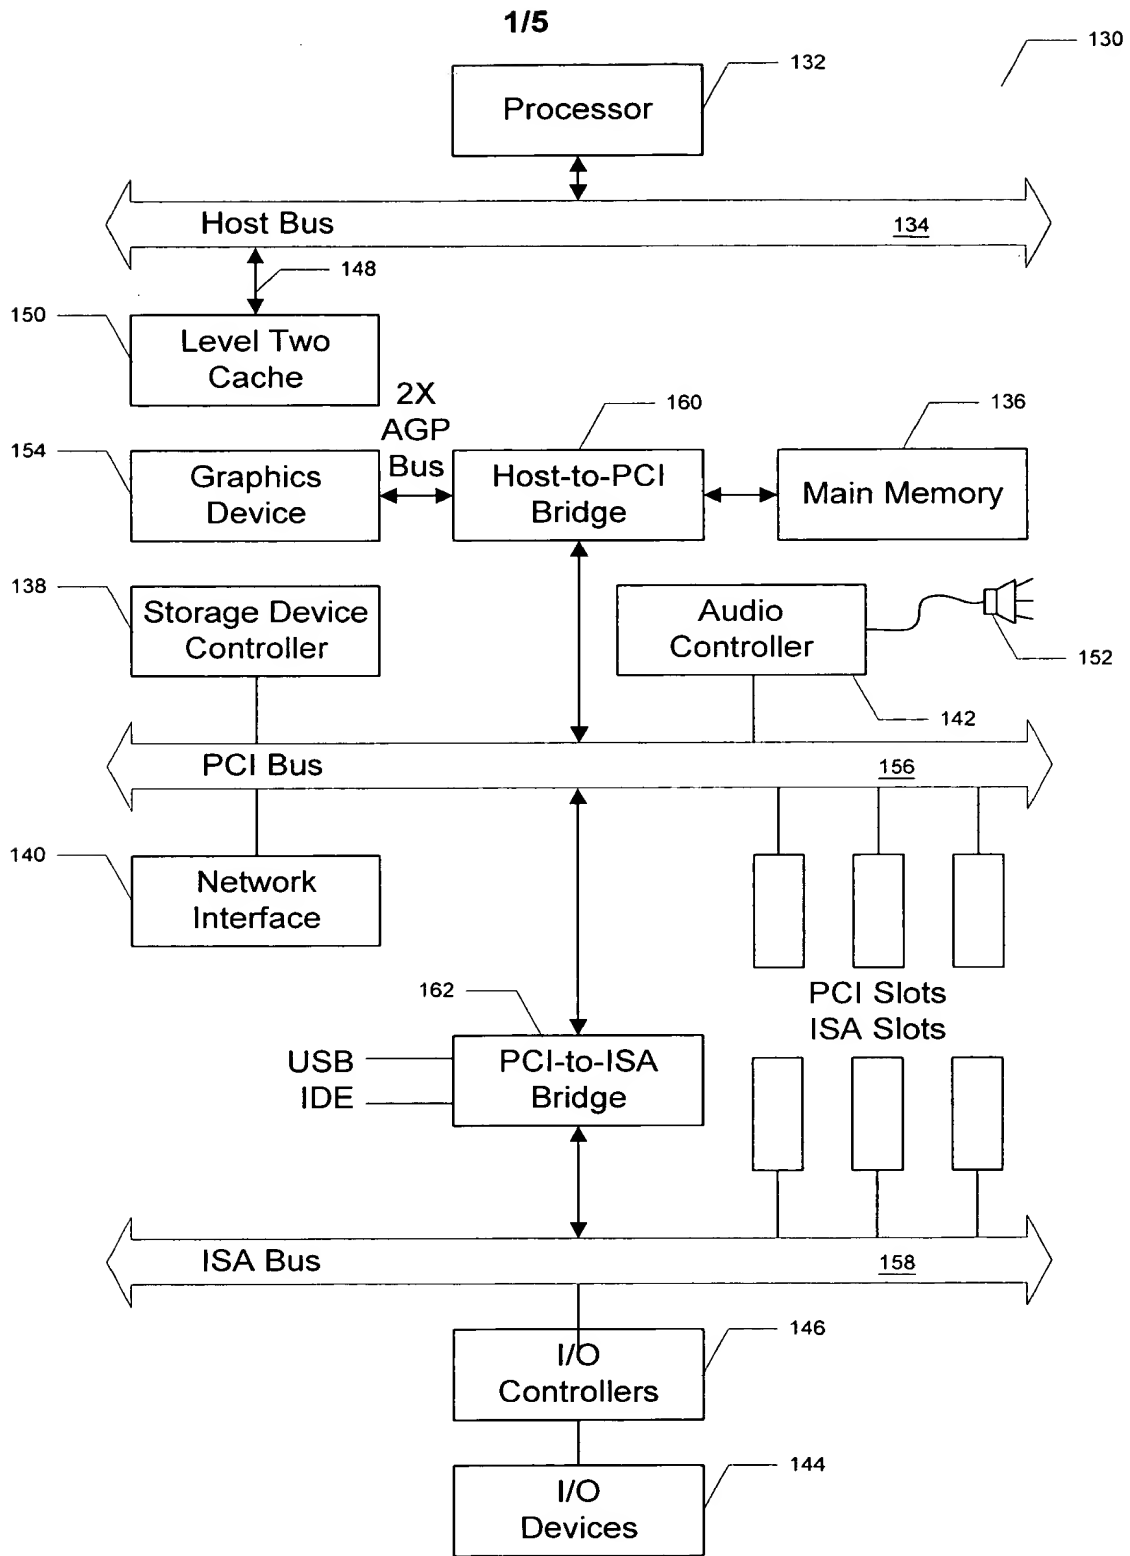 1/5
130
132
Processor
Host Bus
134
148
150
Level Two
Cache
2X
AGP
Bus
160
136
154
Graphics
Device
Host-to-PCI
Bridge
Main Memory
138
Storage Device
Controller
Audio
Controller
152
142
PCI Bus
156
140
Network
Interface
162
PCI Slots
ISA Slots
USB
IDE
PCI-to-ISA
Bridge
ISA Bus
158
146
I/O
Controllers
144
I/O
Devices